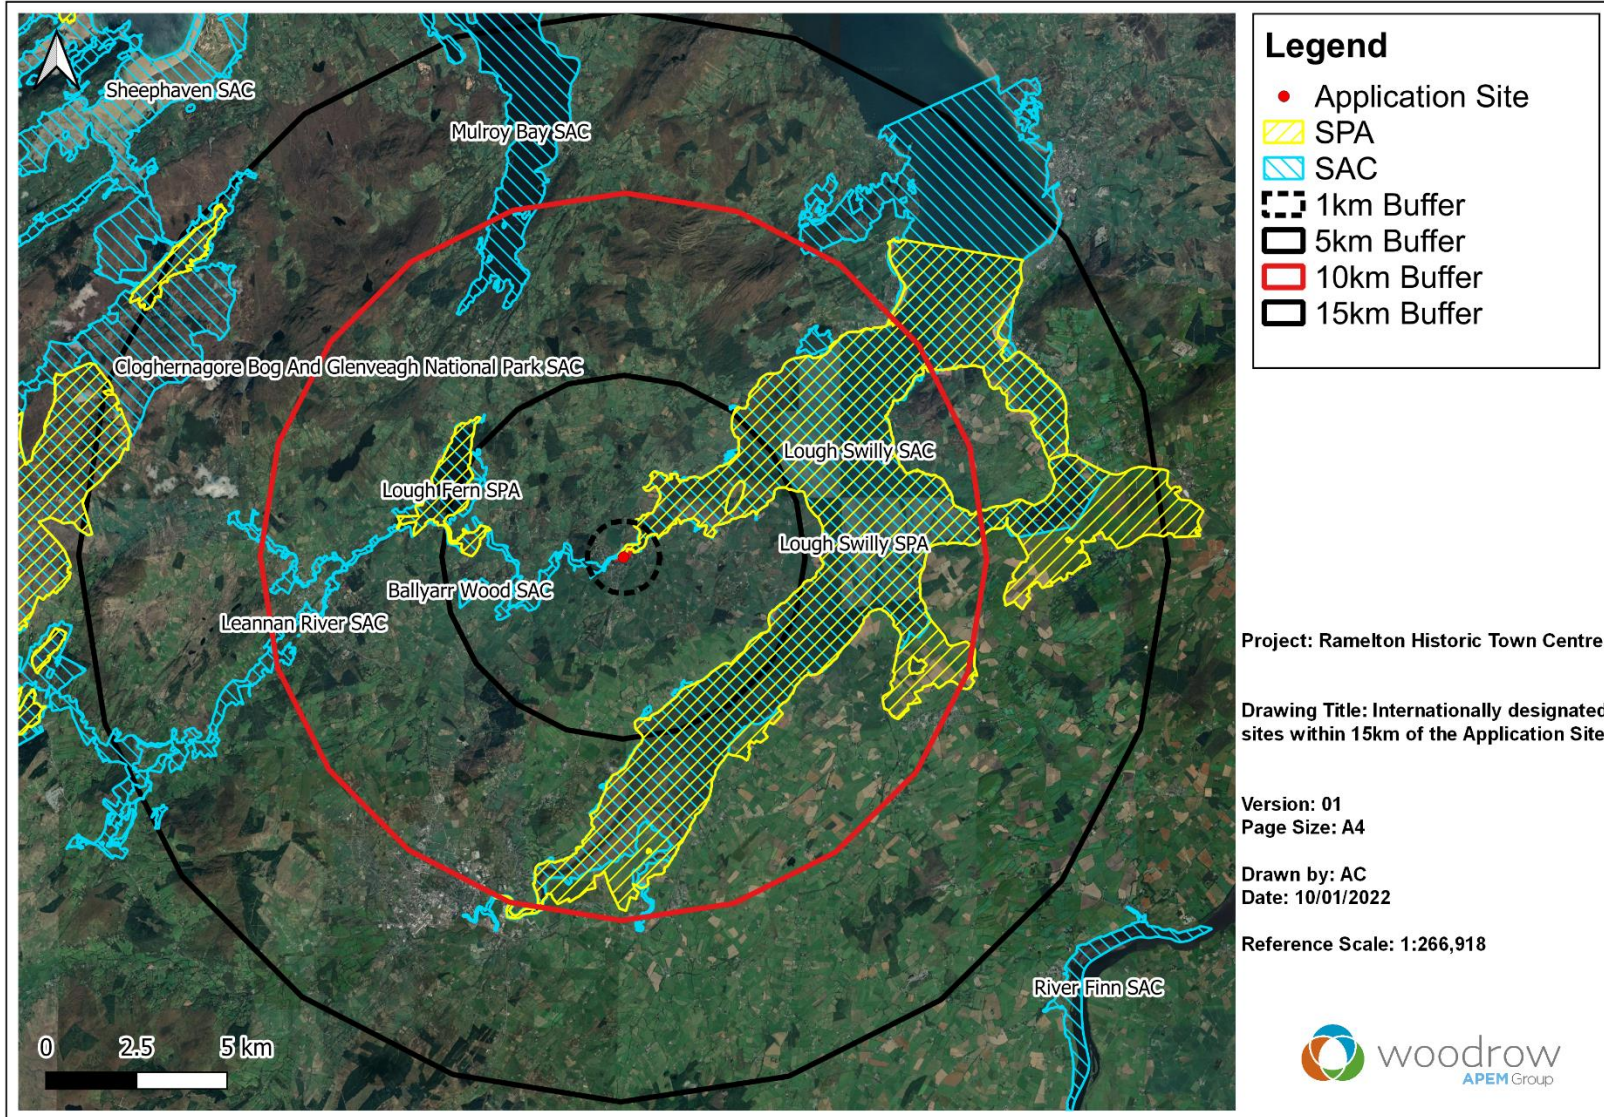 Sheephaven SAC
Mulroy Bay SAC
Cloghernagore Bog And Glenveagh National Park SAC
Lough Swilly SAC
Lough Fern SPA
Lough Swilly SPA
Ballyarr Wood SAC
Leannan River SAC
River Finn SAC
0 2.5 5 km
Legend
Application Site
SPA
SAC
1km Buffer
5km Buffer
10km Buffer
15km Buffer
Project: Ramelton Historic Town Centre
Drawing Title: Internationally designated
sites within 15km of the Application Site
Version: 01
Page Size: A4
Drawn by: AC
Date: 10/01/2022
Reference Scale: 1:266,918
woodrow
APEM Group